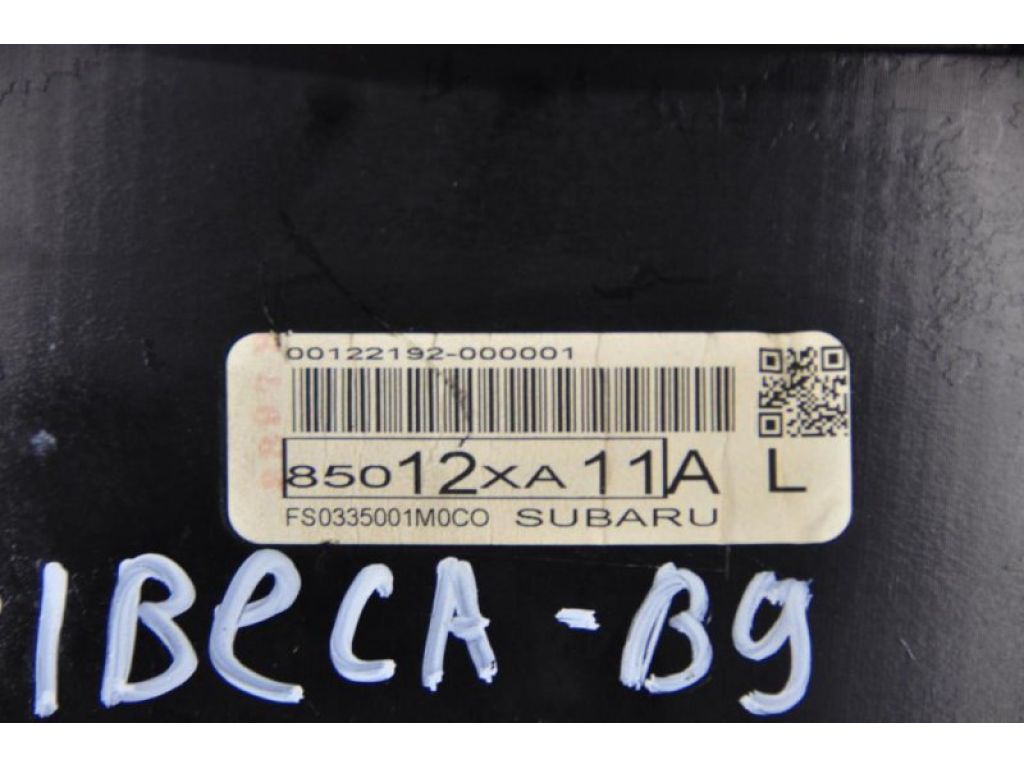 00122192-000001
85012XA11A L
FS0335001M0CO SUBARU
IBECA-B9